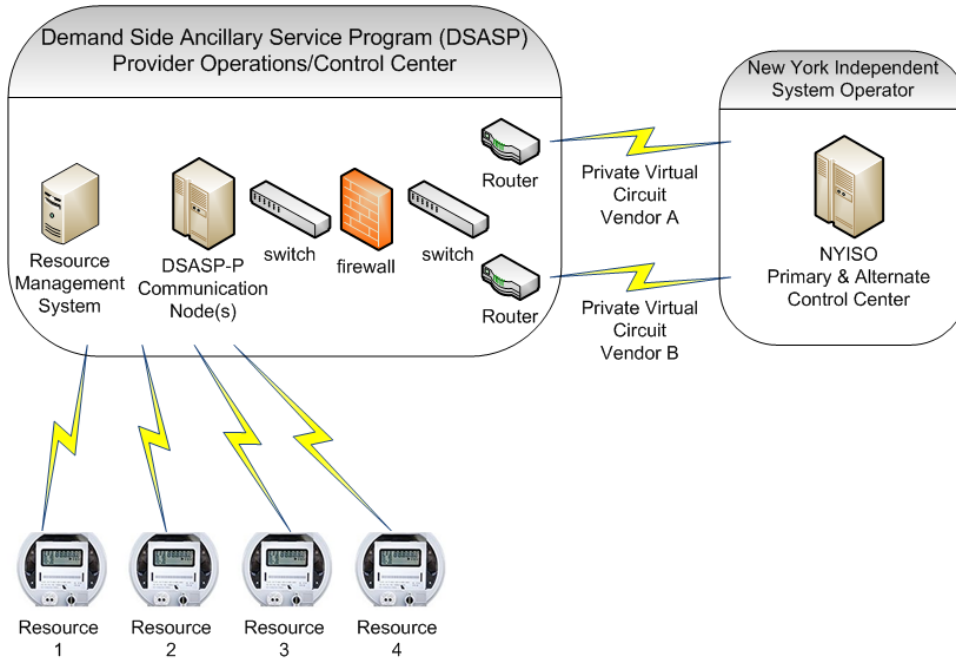 Demand Side Ancillary Service Program (DSASP)
Provider Operations/Control Center
New York Independent
System Operator
Router
Private Virtual
Circuit
Vendor A
Resource
Management
System
DSASP-P
Communication
Node(s)
switch
firewall
switch
Router
Private Virtual
Circuit
Vendor B
NYISO
Primary & Alternate
Control Center
Resource
1
Resource
2
Resource
3
Resource
4